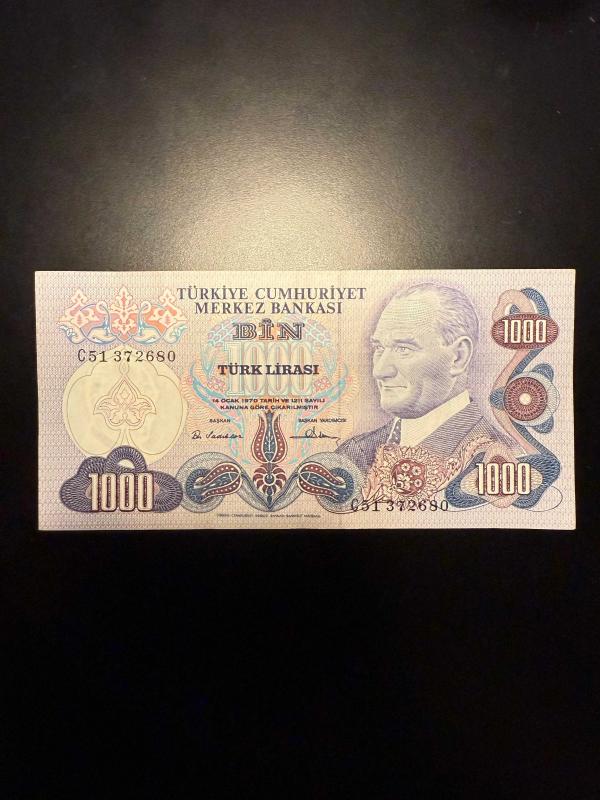 TÜRKİYE CUMHURİYET
MERKEZ BANKASI
BİN
1000
TÜRK LİRASI
14 OCAK 1970 TARİH VE 1211 SAYILI
KANUNA GÖRE ÇIKARILMIŞTIR
BAŞKAN
BAŞKAN YARDIMCISI
C51 372680
1000
1000
1000
C51 372680